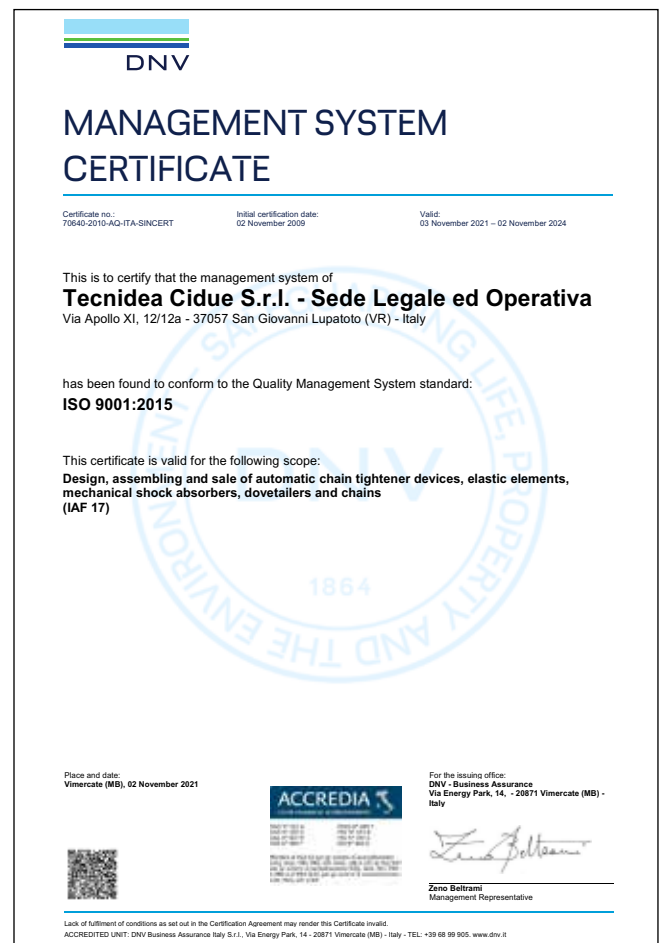 DNV
MANAGEMENT SYSTEM
CERTIFICATE
Certificate no.:
70640-2010-AQ-ITA-SINCERT
Initial certification date:
02 November 2009
Valid:
03 November 2021 – 02 November 2024
This is to certify that the management system of
Tecnidea Cidue S.r.l. - Sede Legale ed Operativa
Via Apollo XI, 12/12a - 37057 San Giovanni Lupatoto (VR) - Italy
has been found to conform to the Quality Management System standard:
ISO 9001:2015
This certificate is valid for the following scope:
Design, assembling and sale of automatic chain tightener devices, elastic elements,
mechanical shock absorbers, dovetailers and chains
(IAF 17)
DNV
1864
Place and date:
Vimercate (MB), 02 November 2021
ACCREDIA
For the issuing office:
DNV - Business Assurance
Via Energy Park, 14, - 20871 Vimercate (MB) -
Italy
Zeno Beltrami
Zeno Beltrami
Management Representative
Lack of fulfilment of conditions as set out in the Certification Agreement may render this Certificate invalid.
ACCREDITED UNIT: DNV Business Assurance Italy S.r.l., Via Energy Park, 14 - 20871 Vimercate (MB) - Italy - TEL: +39 68 99 905. www.dnv.it